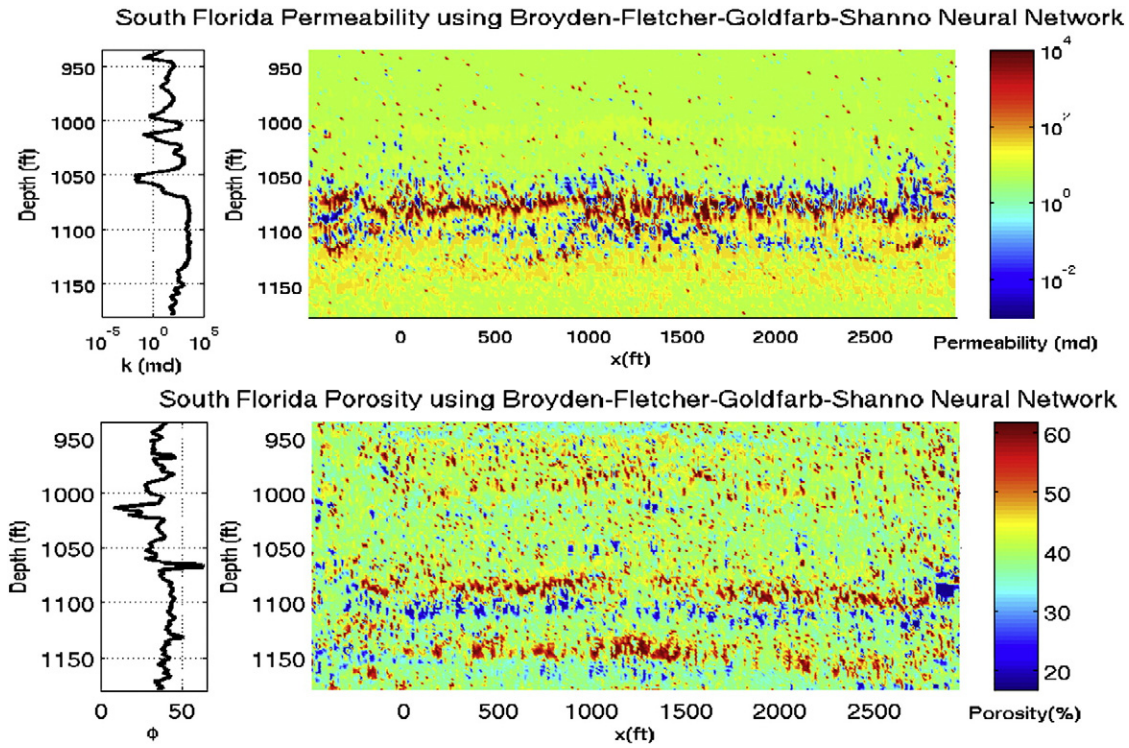 South Florida Permeability using Broyden-Fletcher-Goldfarb-Shanno Neural Network
Depth (ft)
950
1000
1050
1100
1150
10^-5 10^0 10^5
k (md)
Depth (ft)
950
1000
1050
1100
1150
0 500 1000 1500 2000 2500
x(ft)
10^4
10^2
10^0
10^-2
Permeability (md)
South Florida Porosity using Broyden-Fletcher-Goldfarb-Shanno Neural Network
Depth (ft)
950
1000
1050
1100
1150
0 50
φ
Depth (ft)
950
1000
1050
1100
1150
0 500 1000 1500 2000 2500
x(ft)
60
50
40
30
20
Porosity(%)